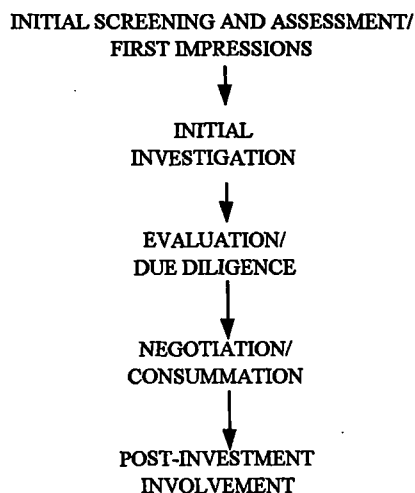 INITIAL SCREENING AND ASSESSMENT/
FIRST IMPRESSIONS
INITIAL
INVESTIGATION
EVALUATION/
DUE DILIGENCE
NEGOTIATION/
CONSUMMATION
POST-INVESTMENT
INVOLVEMENT